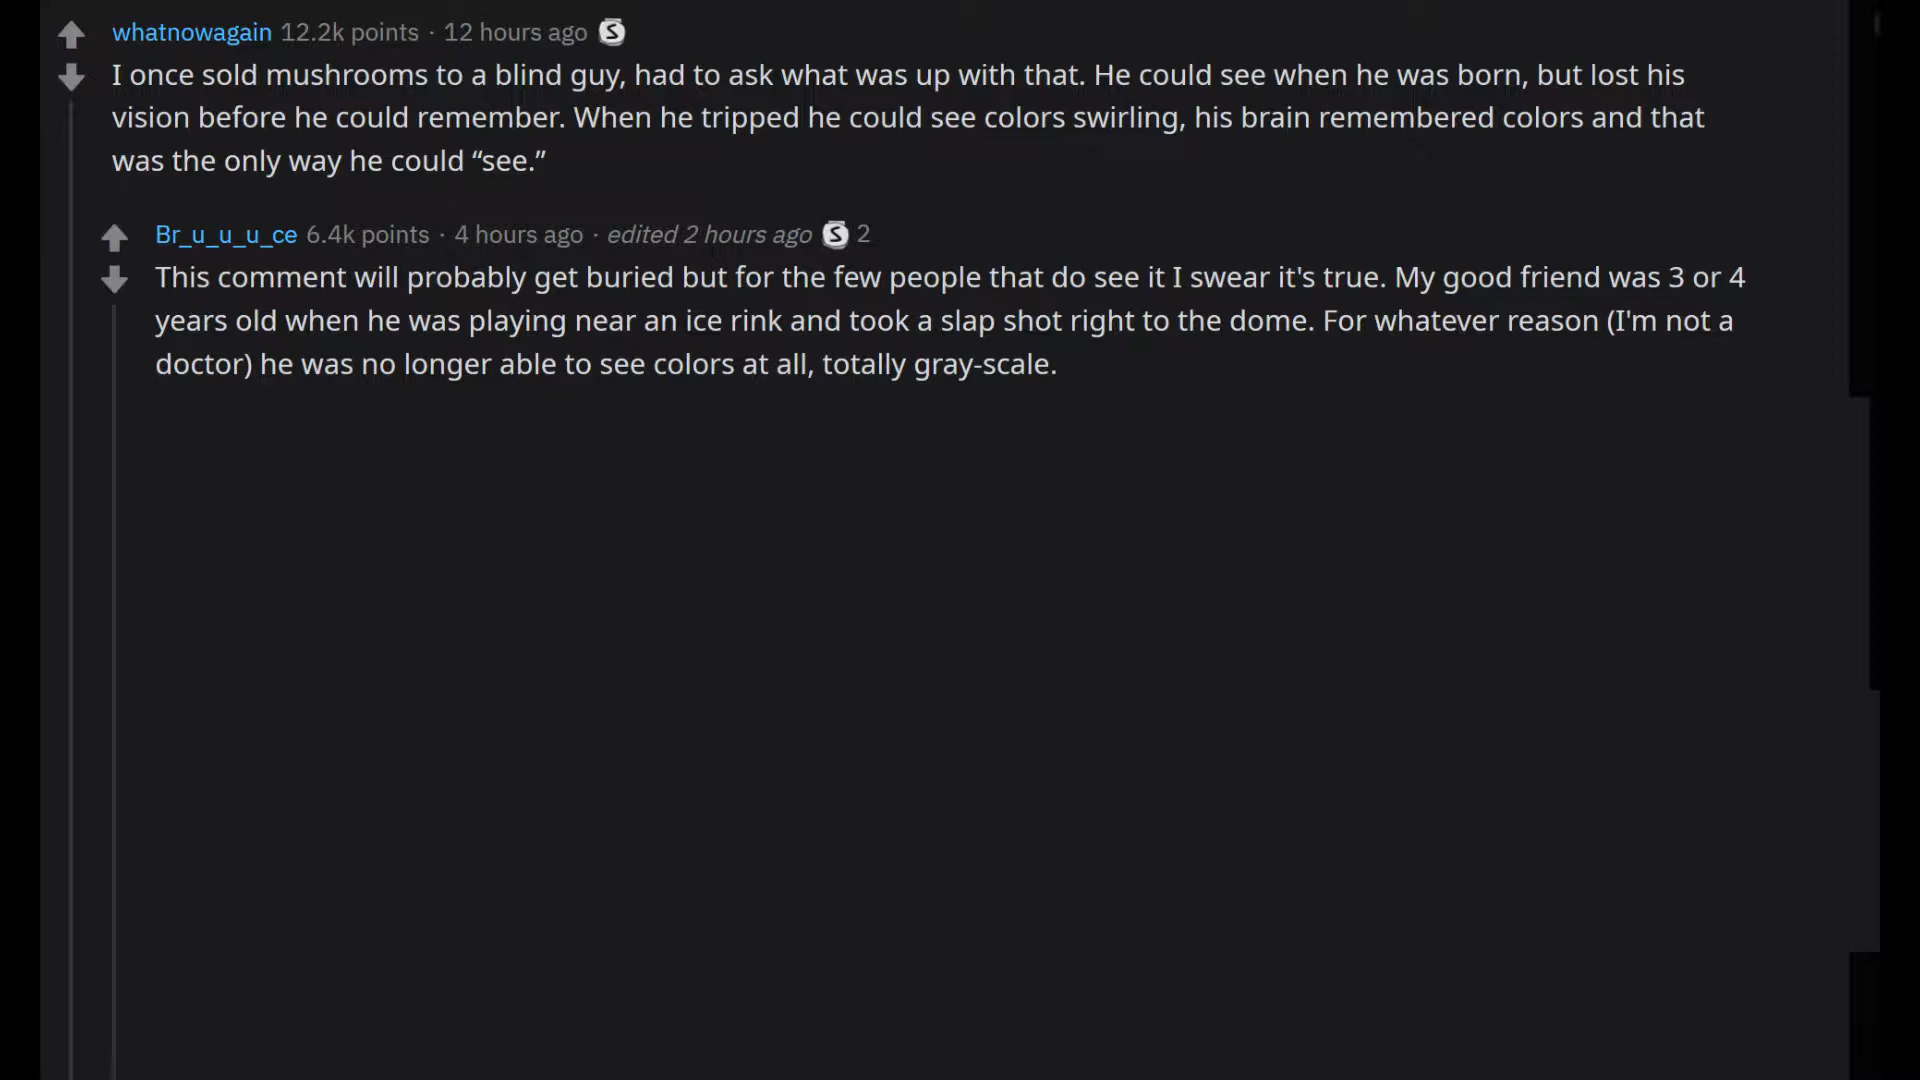 whatnowagain 12.2k points · 12 hours ago S
I once sold mushrooms to a blind guy, had to ask what was up with that. He could see when he was born, but lost his
vision before he could remember. When he tripped he could see colors swirling, his brain remembered colors and that
was the only way he could “see.”
Br_u_u_u_ce 6.4k points · 4 hours ago · edited 2 hours ago S 2
This comment will probably get buried but for the few people that do see it I swear it's true. My good friend was 3 or 4
years old when he was playing near an ice rink and took a slap shot right to the dome. For whatever reason (I'm not a
doctor) he was no longer able to see colors at all, totally gray-scale.